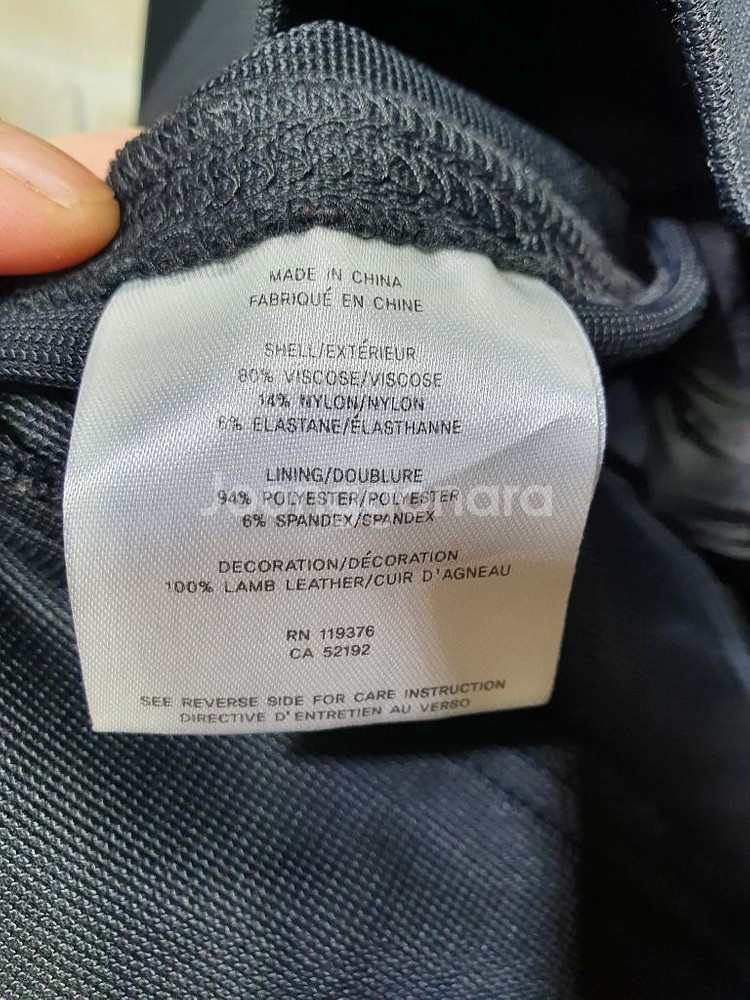 MADE IN CHINA
FABRIQUÉ EN CHINE
SHELL/EXTÉRIEUR
80% VISCOSE/VISCOSE
14% NYLON/NYLON
6% ELASTANE/ÉLASTHANNE
LINING/DOUBLURE
94% POLYESTER/POLYESTER
6% SPANDEX/SPANDEX
DECORATION/DÉCORATION
100% LAMB LEATHER/CUIR D'AGNEAU
RN 119376
CA 52192
SEE REVERSE SIDE FOR CARE INSTRUCTION
DIRECTIVE D'ENTRETIEN AU VERSO